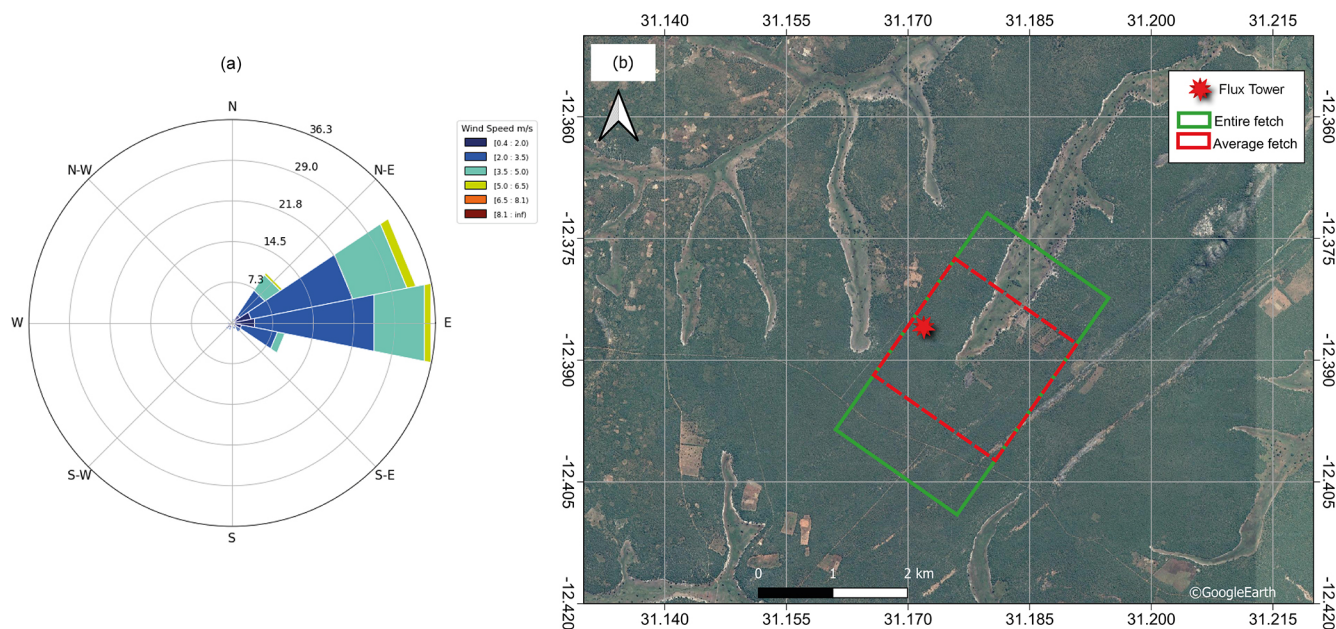 (a)
N
N-E
E
S-E
S
S-W
W
N-W
7.3
14.5
21.8
29.0
36.3
Wind Speed m/s
[0.4 : 2.0)
[2.0 : 3.5)
[3.5 : 5.0)
[5.0 : 6.5)
[6.5 : 8.1)
[8.1 : inf)
(b)
31.140 31.155 31.170 31.185 31.200 31.215
-12.360
-12.375
-12.390
-12.405
-12.420
Flux Tower
Entire fetch
Average fetch
-12.360
-12.375
-12.390
-12.405
-12.420
0 1 2 km
©GoogleEarth
31.140 31.155 31.170 31.185 31.200 31.215